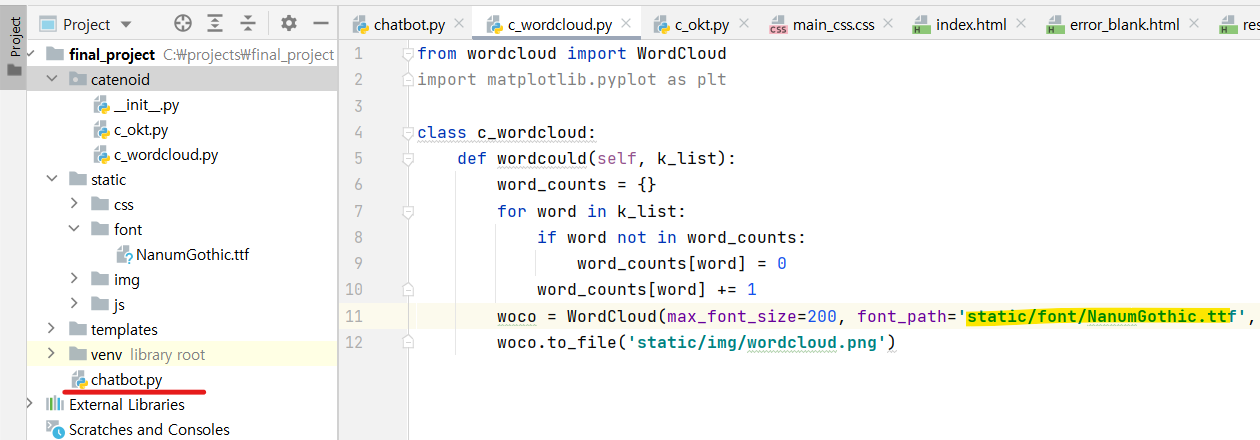 Project
Project
final_project C:\projects\final_project
catenoid
__init__.py
c_okt.py
c_wordcloud.py
static
css
font
NanumGothic.ttf
img
js
templates
venv library root
chatbot.py
External Libraries
Scratches and Consoles
chatbot.py c_wordcloud.py c_okt.py main_css.css index.html error_blank.html res
1 from wordcloud import WordCloud
2 import matplotlib.pyplot as plt
3
4 class c_wordcloud:
5 def wordcould(self, k_list):
6 word_counts = {}
7 for word in k_list:
8 if word not in word_counts:
9 word_counts[word] = 0
10 word_counts[word] += 1
11 woco = WordCloud(max_font_size=200, font_path='static/font/NanumGothic.ttf',
12 woco.to_file('static/img/wordcloud.png')